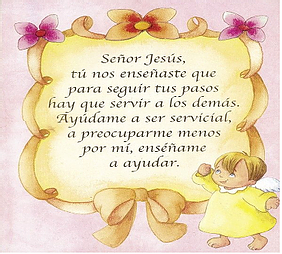 Señor Jesús,
tú nos enseñaste que
para seguir tus pasos
hay que servir a los demás.
Ayúdame a ser servicial,
a preocuparme menos
por mí, enséñame
a ayudar.